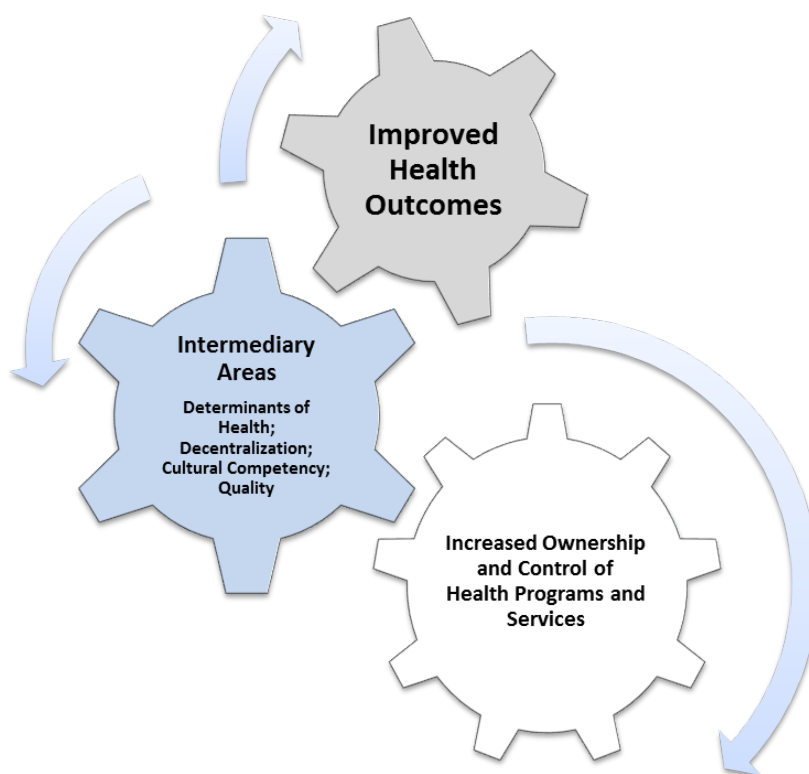 Improved
Health
Outcomes
Intermediary
Areas
Determinants of
Health;
Decentralization;
Cultural Competency;
Quality
Increased Ownership
and Control of
Health Programs and
Services